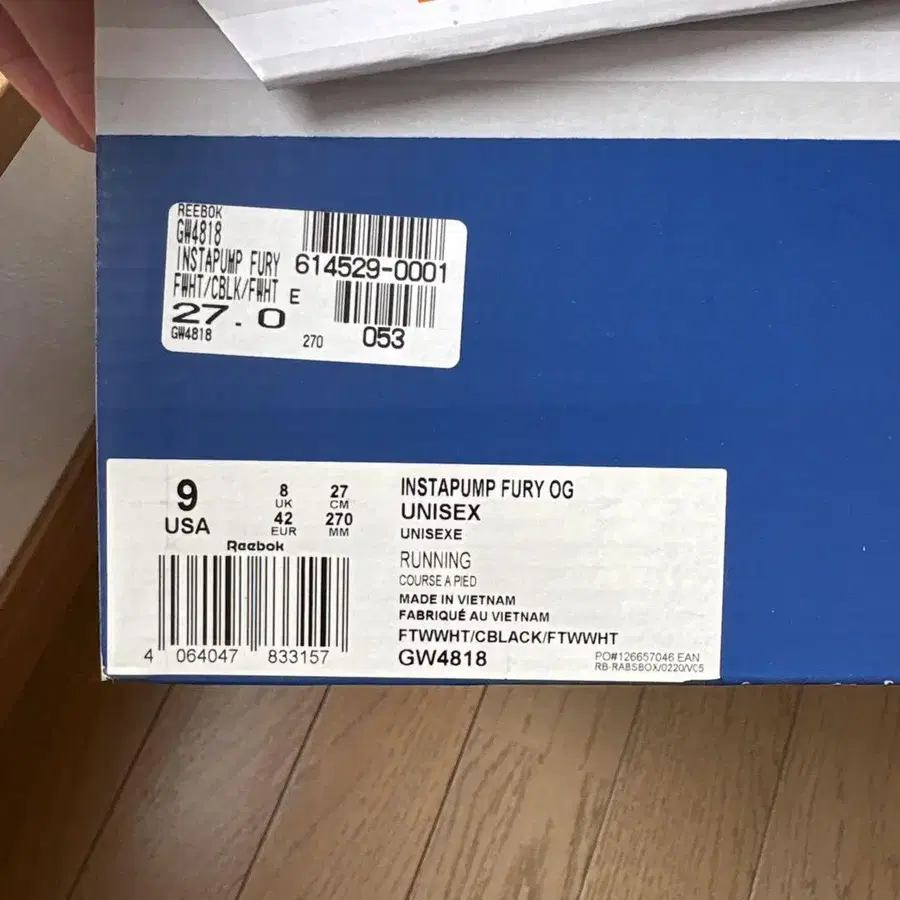 REEBOK
GW4818
INSTAPUMP FURY
614529-0001
FWHT/CBLK/FWHT E
27.0
GW4818
270
053
9
USA
8
UK
27
CM
42
EUR
270
MM
Reebok
4 064047 833157
INSTAPUMP FURY OG
UNISEX
UNISEXE
RUNNING
COURSE A PIED
MADE IN VIETNAM
FABRIQUÉ AU VIETNAM
FTWWHT/CBLACK/FTWWHT
GW4818
PO#126657046 EAN
RB-RABSBOX/0220/VC5